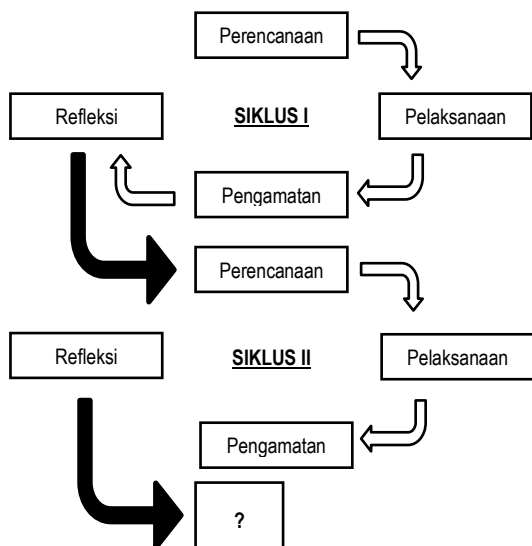 Perencanaan
Refleksi
SIKLUS I
Pelaksanaan
Pengamatan
Perencanaan
Refleksi
SIKLUS II
Pelaksanaan
Pengamatan
?